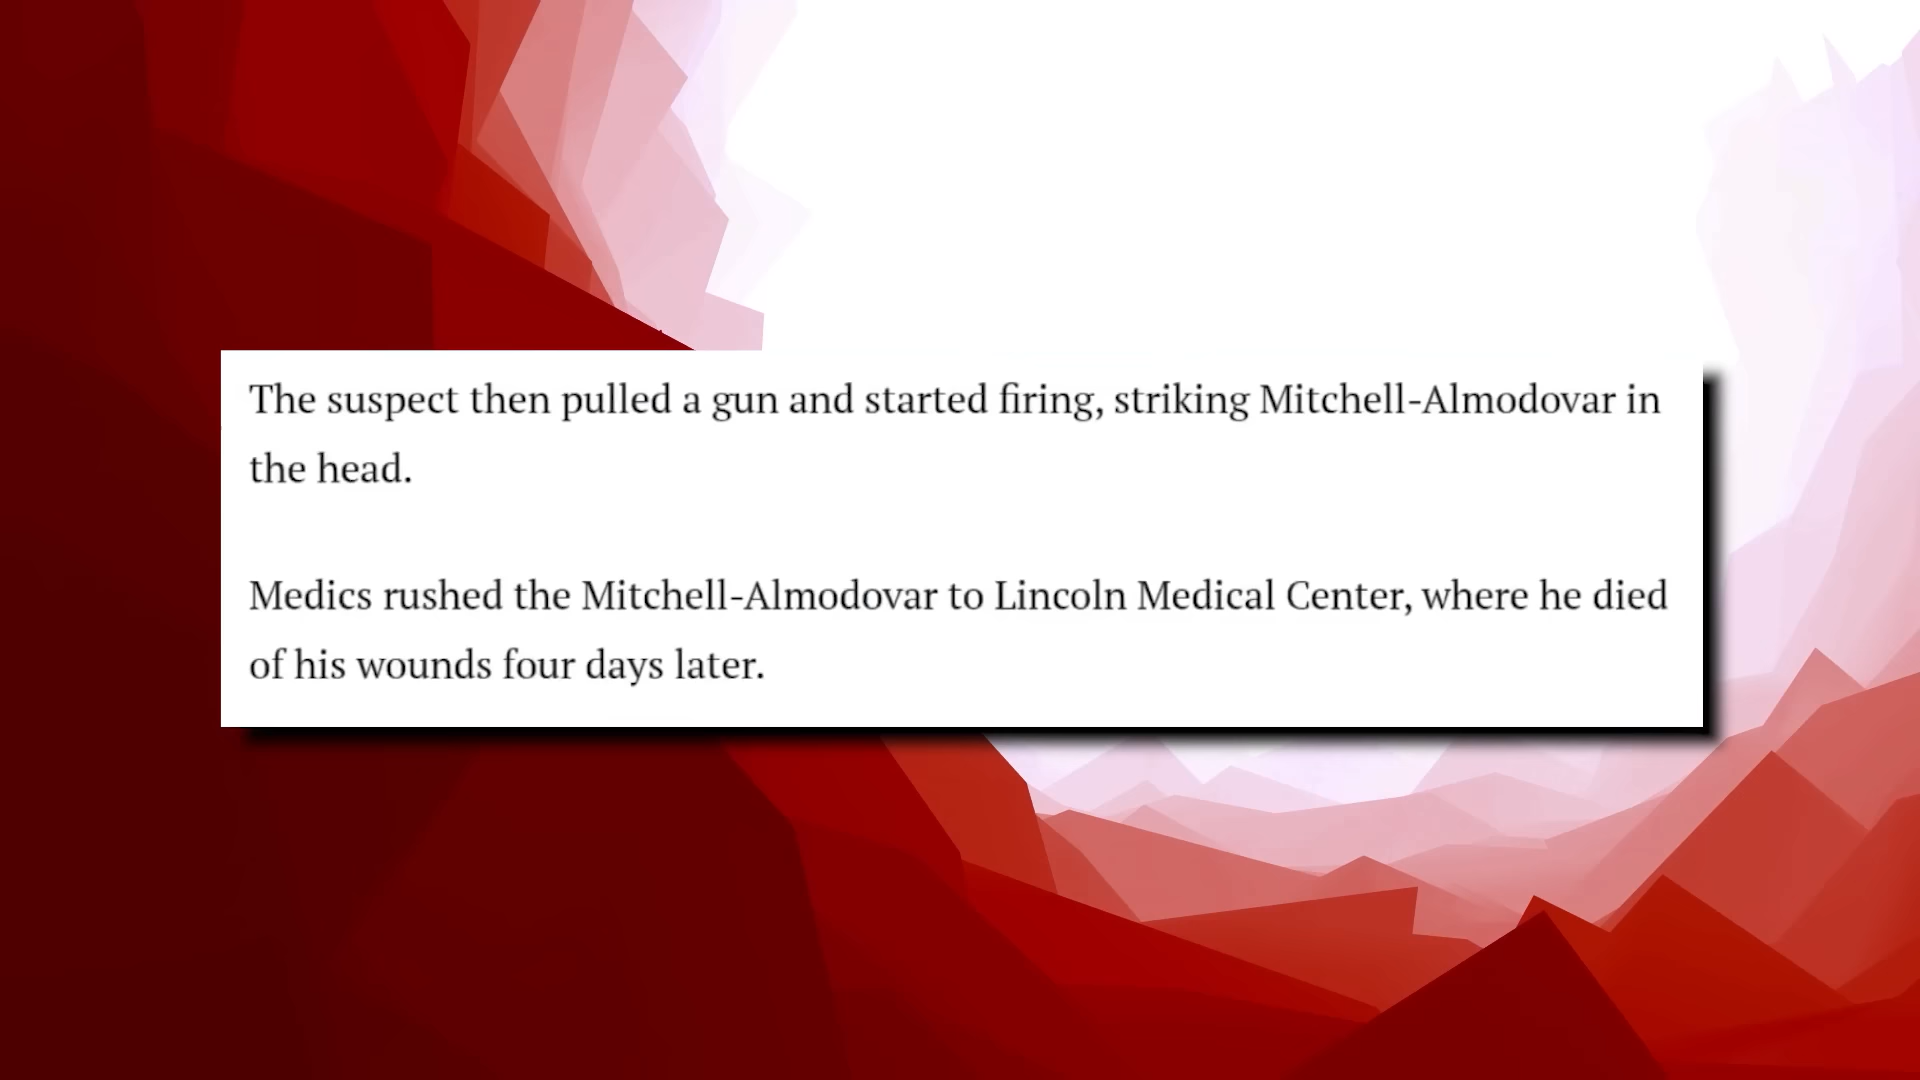 The suspect then pulled a gun and started firing, striking Mitchell-Almodovar in
the head.
Medics rushed the Mitchell-Almodovar to Lincoln Medical Center, where he died
of his wounds four days later.